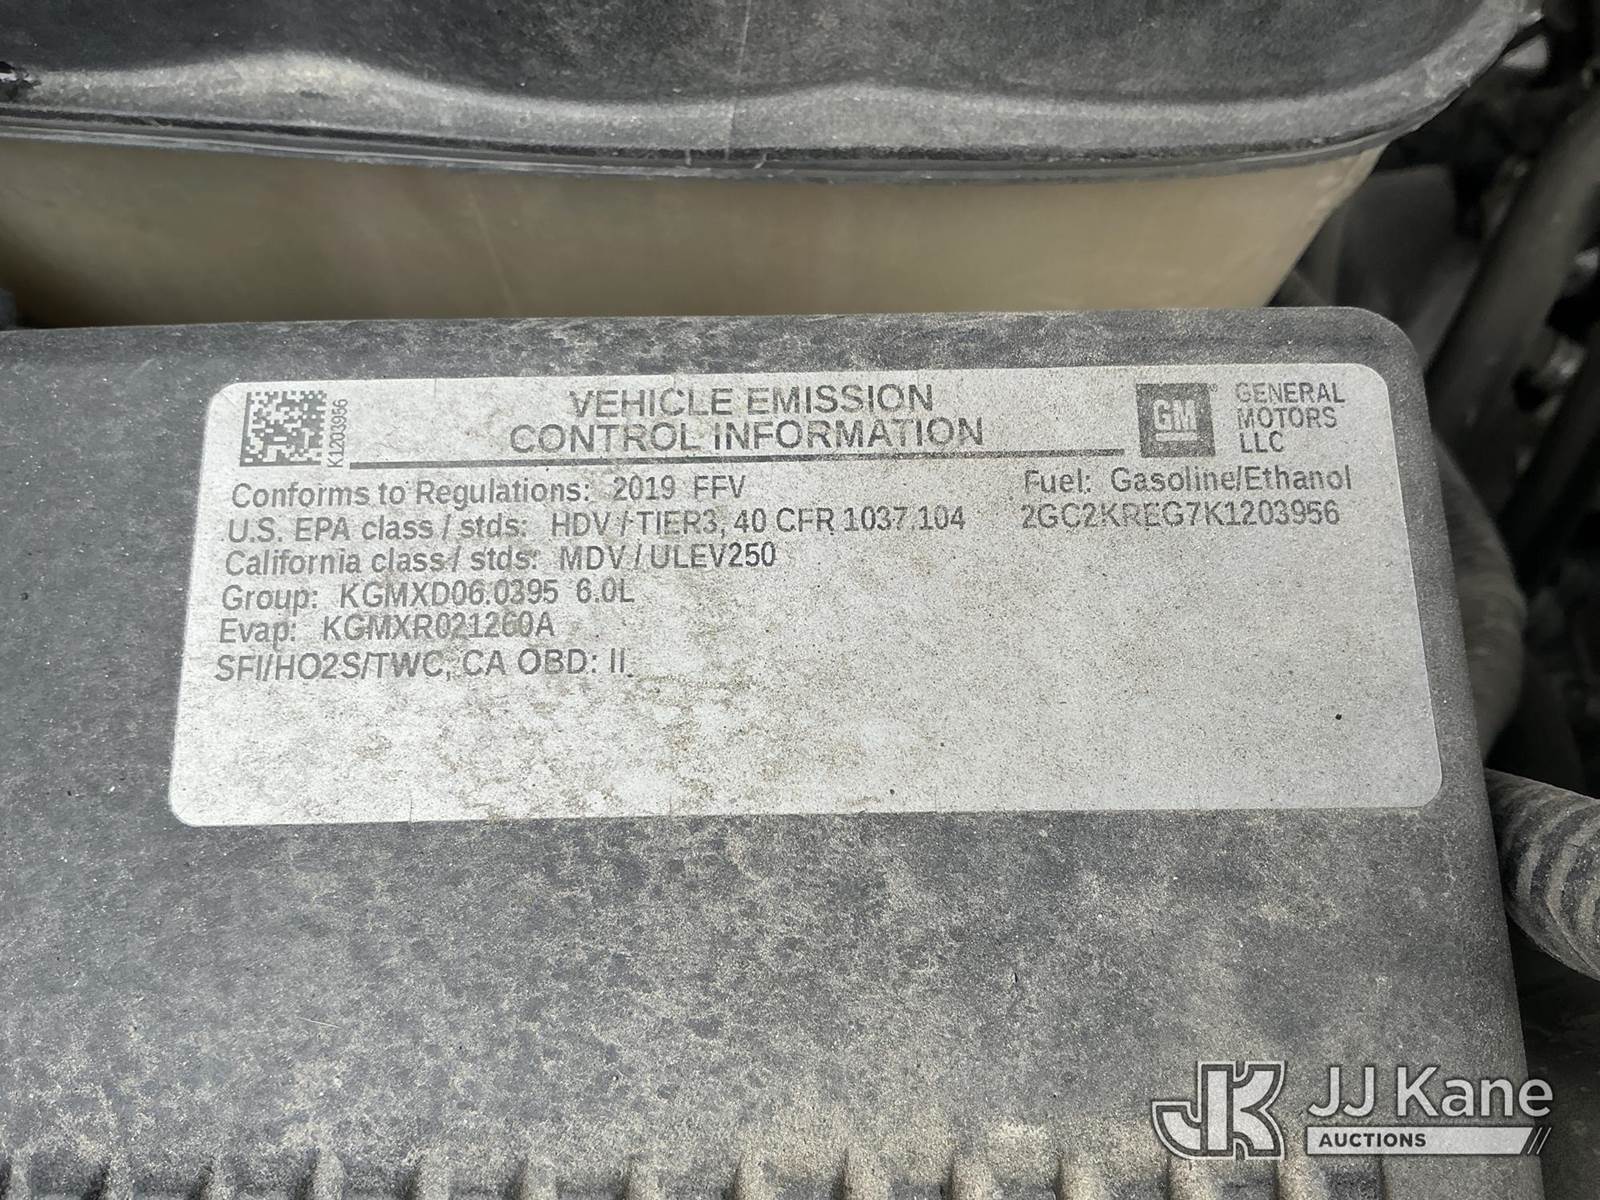 K1203956
VEHICLE EMISSION
CONTROL INFORMATION
GM
GENERAL
MOTORS
LLC
Conforms to Regulations: 2019 FFV
Fuel: Gasoline/Ethanol
U.S. EPA class / stds: HDV / TIER3, 40 CFR 1037.104
2GC2KREG7K1203956
California class / stds: MDV / ULEV250
Group: KGMXD06.0395 6.0L
Evap: KGMXR021260A
SFI/HO2S/TWC, CA OBD: II
JK
JJ Kane
AUCTIONS